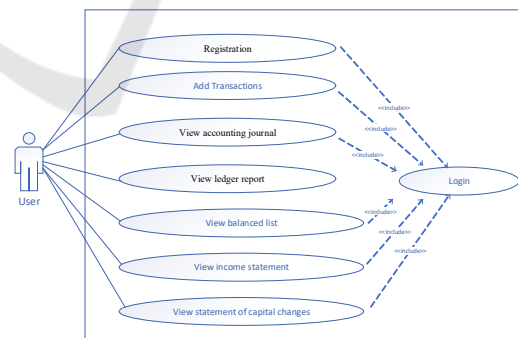 Registration
Add Transactions
<<include>>
View accounting journal
<<include>>
<<include>>
View ledger report
Login
User
View balanced list
<<include>>
<<include>>
View income statement
<<include>>
View statement of capital changes